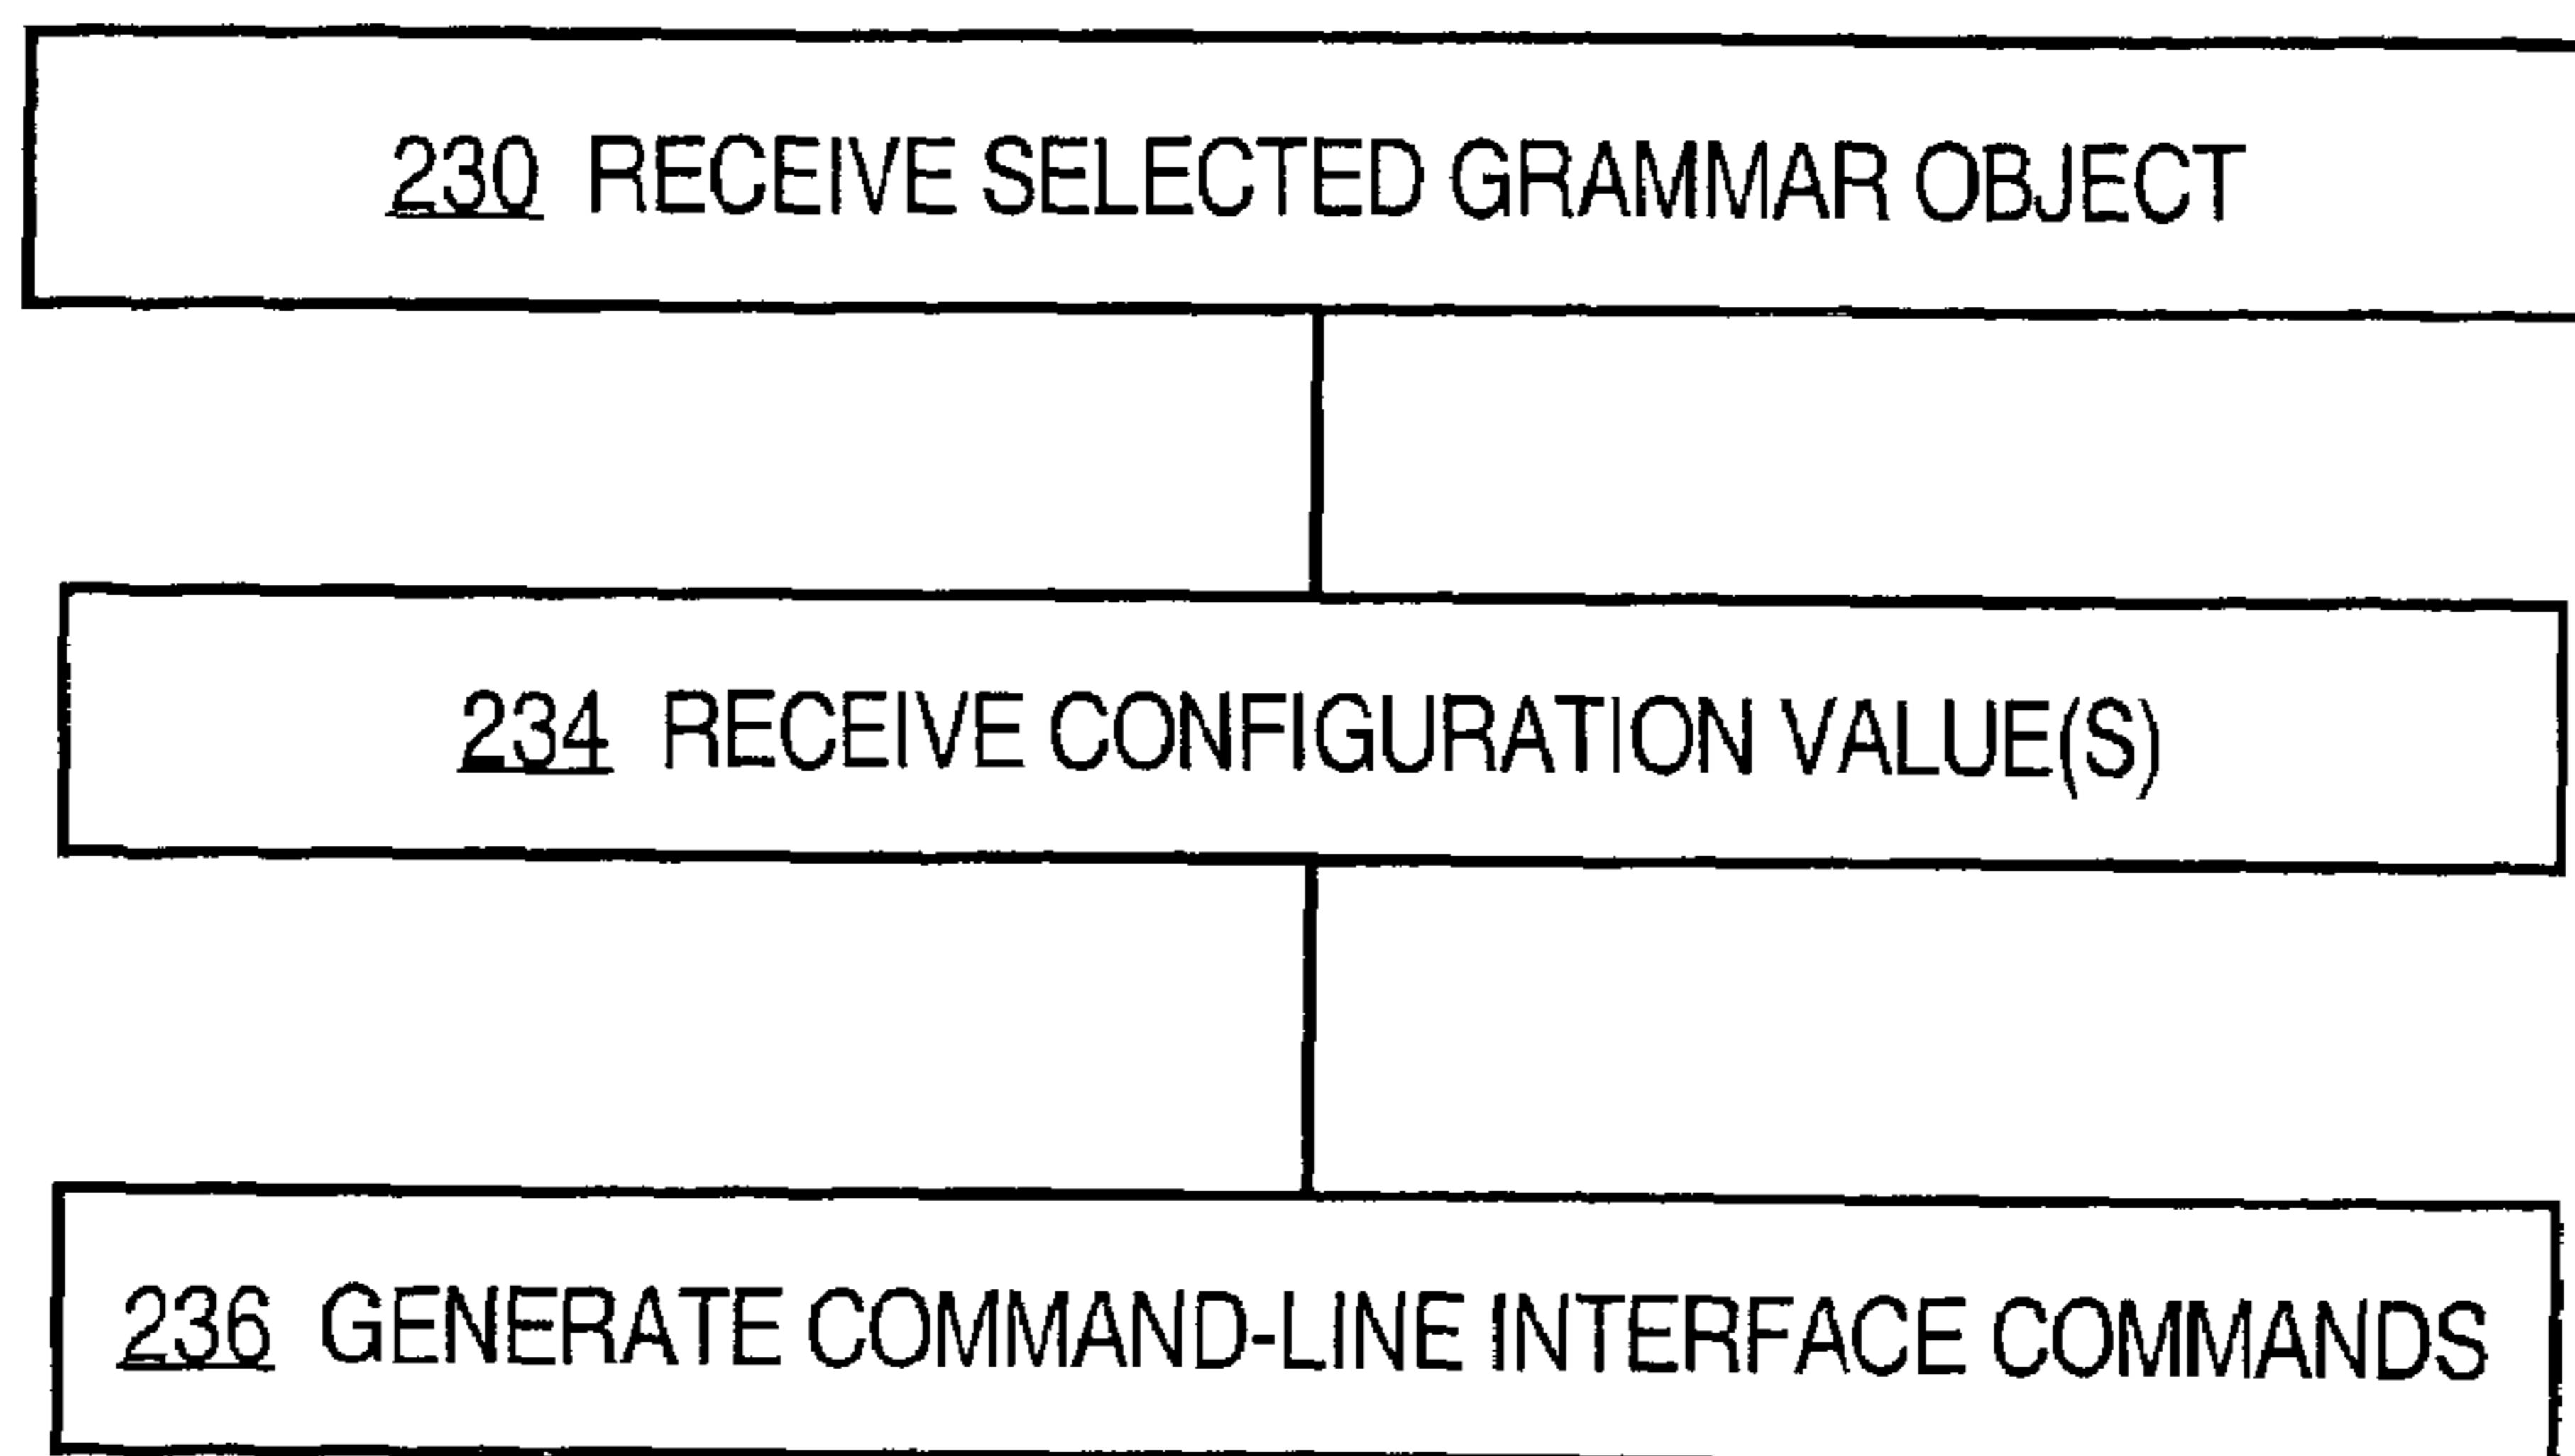 230 RECEIVE SELECTED GRAMMAR OBJECT
234 RECEIVE CONFIGURATION VALUE(S)
236 GENERATE COMMAND-LINE INTERFACE COMMANDS